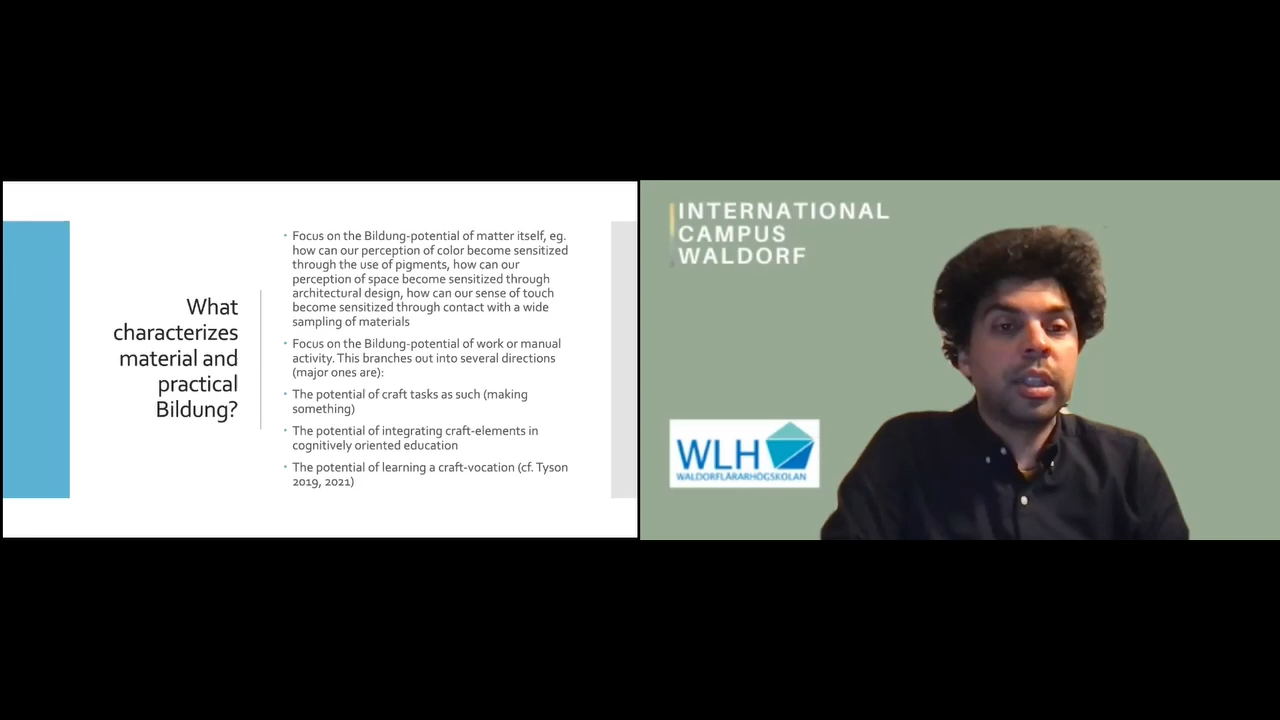 What
characterizes
material and
practical
Bildung?
• Focus on the Bildung-potential of matter itself, eg.
how can our perception of color become sensitized
through the use of pigments, how can our
perception of space become sensitized through
architectural design, how can our sense of touch
become sensitized through contact with a wide
sampling of materials
• Focus on the Bildung-potential of work or manual
activity. This branches out into several directions
(major ones are):
• The potential of craft tasks as such (making
something)
• The potential of integrating craft-elements in
cognitively oriented education
• The potential of learning a craft-vocation (cf. Tyson
2019, 2021)
INTERNATIONAL
CAMPUS
WALDORF
WLH
WALDORFLÄRARHÖGSKOLAN